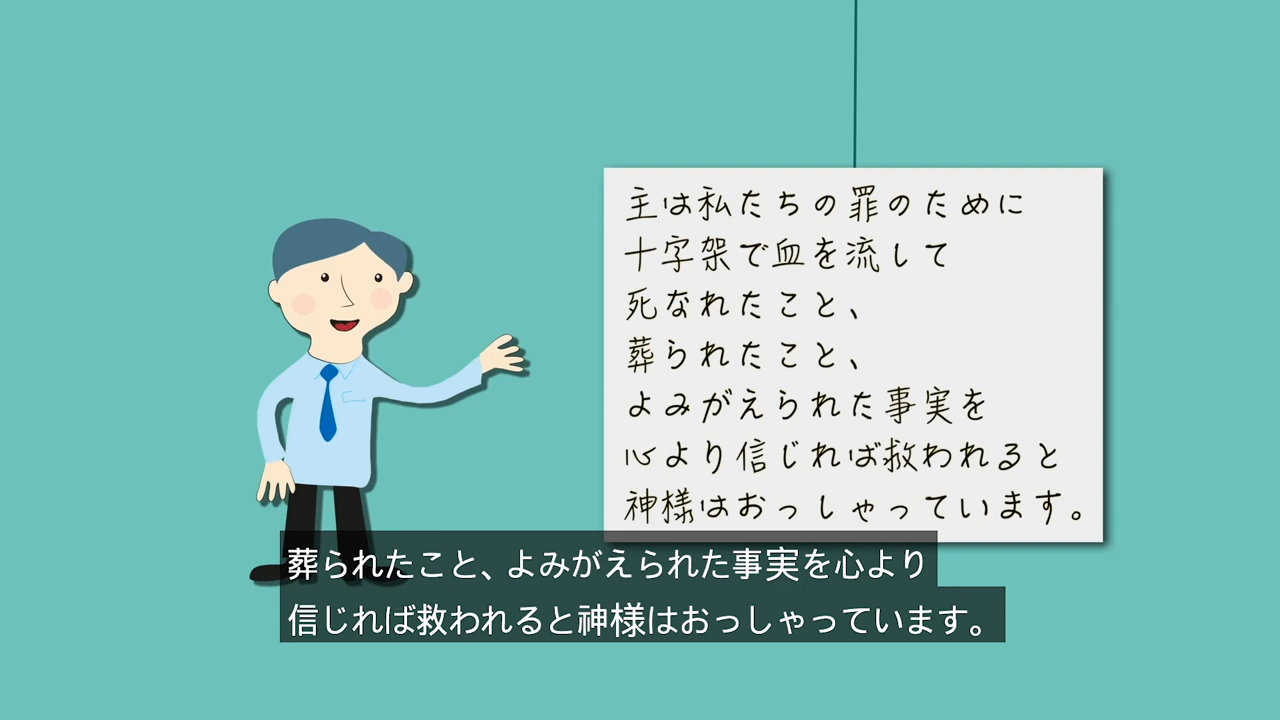 主は私たちの罪のために
十字架で血を流して
死なれたこと、
葬られたこと、
よみがえられた事実を
心より信じれば救われると
神様はおっしゃっています。
葬られたこと、よみがえられた事実を心より
信じれば救われると神様はおっしゃっています。